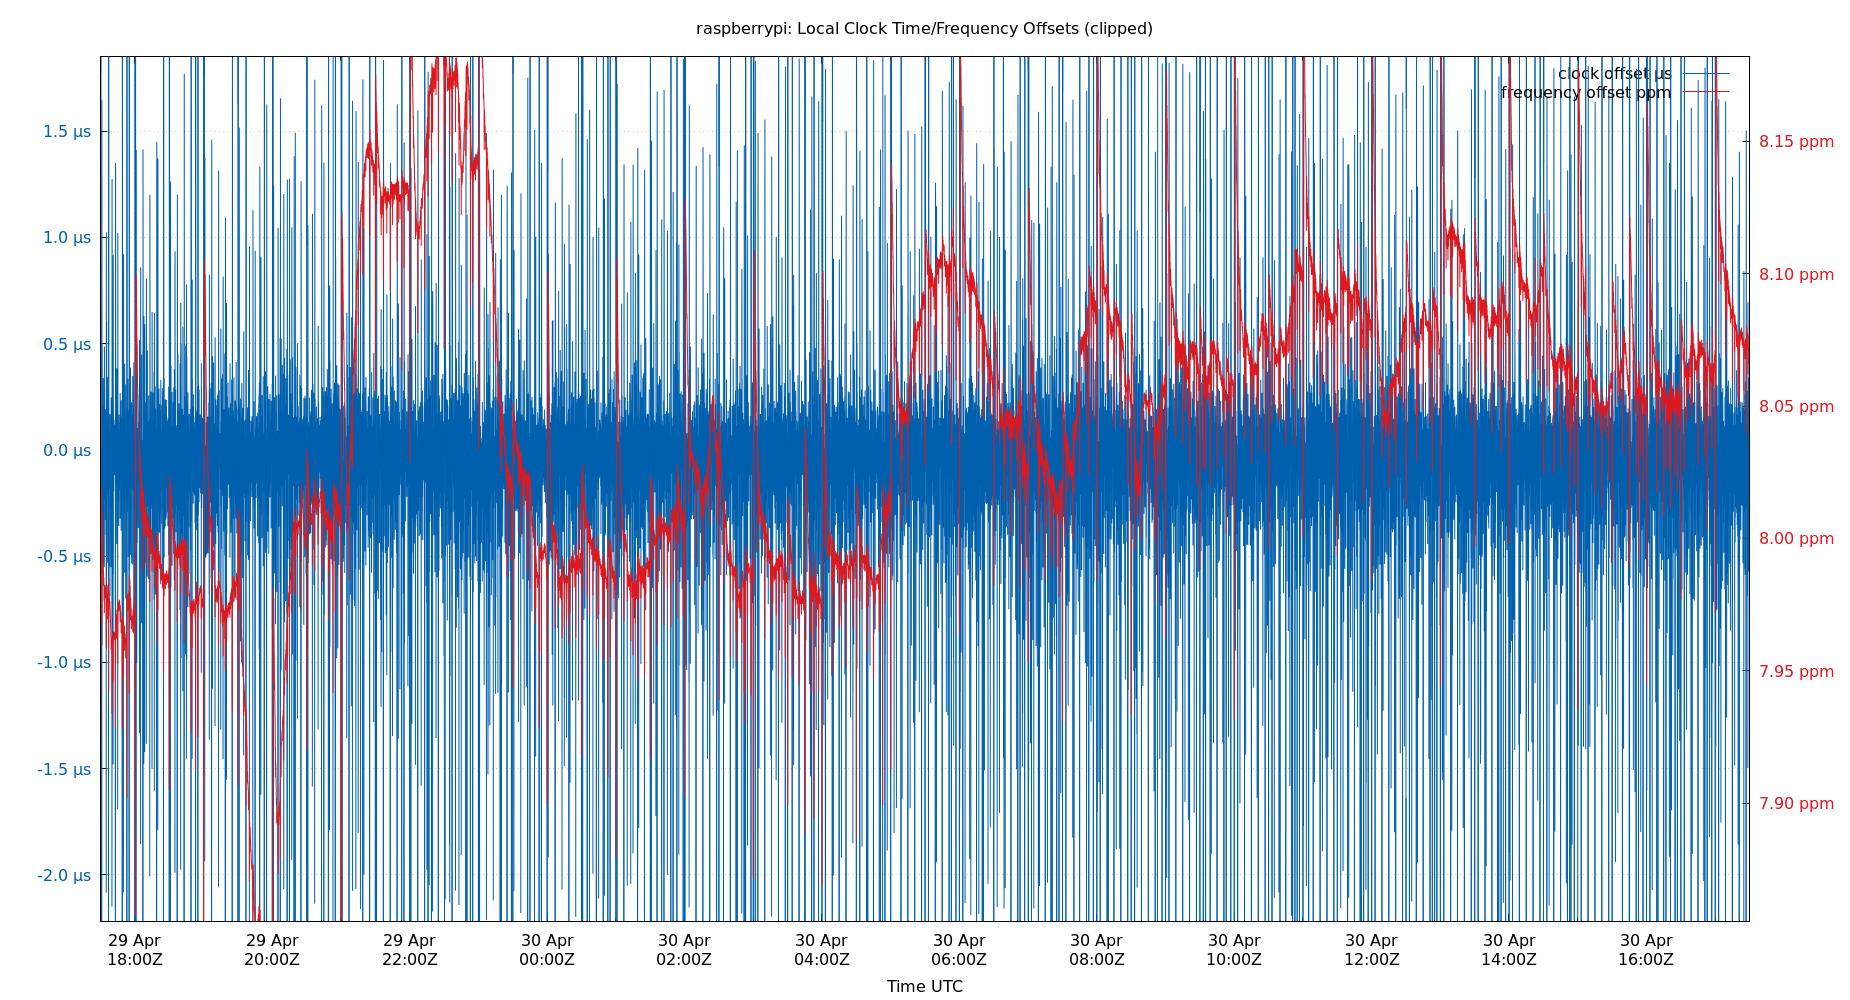 raspberrypi: Local Clock Time/Frequency Offsets (clipped)
clock offset µs
frequency offset ppm
1.5 µs
1.0 µs
0.5 µs
0.0 µs
-0.5 µs
-1.0 µs
-1.5 µs
-2.0 µs
8.15 ppm
8.10 ppm
8.05 ppm
8.00 ppm
7.95 ppm
7.90 ppm
29 Apr 29 Apr 29 Apr 30 Apr 30 Apr 30 Apr 30 Apr 30 Apr 30 Apr 30 Apr 30 Apr 30 Apr
18:00Z 20:00Z 22:00Z 00:00Z 02:00Z 04:00Z 06:00Z 08:00Z 10:00Z 12:00Z 14:00Z 16:00Z
Time UTC